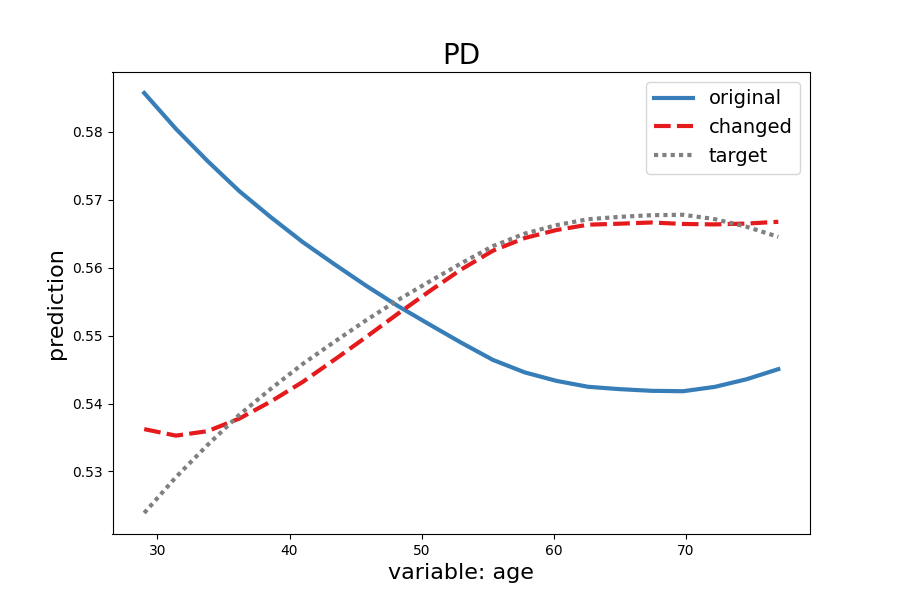 PD
original
changed
target
0.58
0.57
0.56
0.55
0.54
0.53
prediction
30 40 50 60 70
variable: age